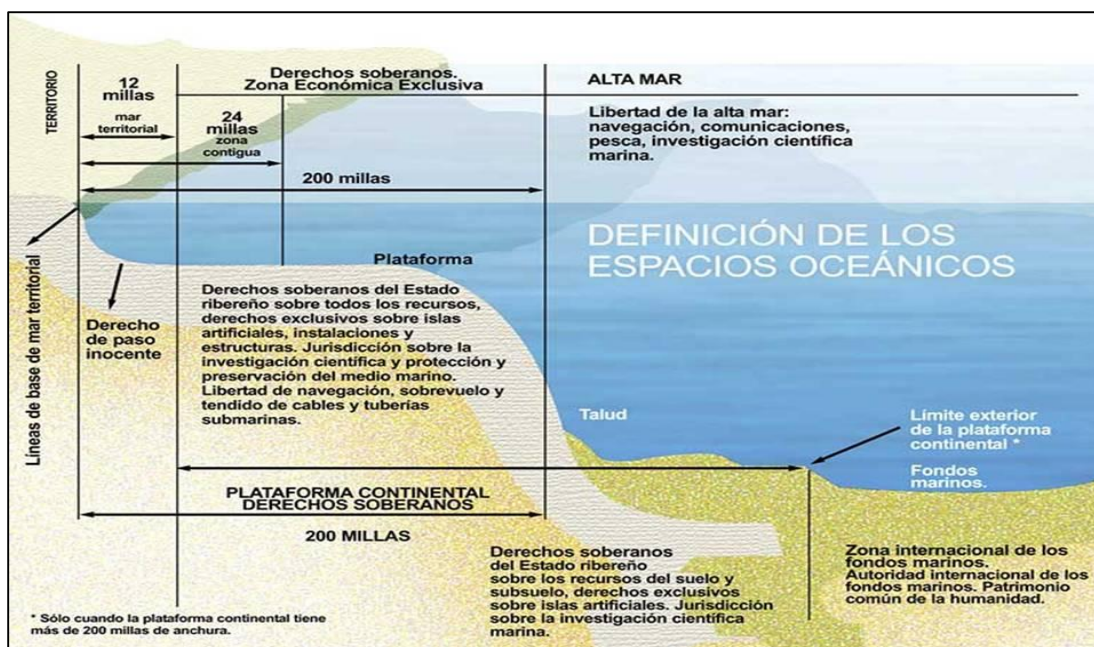 TERRITORIO
12
millas
mar
territorial
Derechos soberanos.
Zona Económica Exclusiva
24
millas
zona
contigua
200 millas
ALTA MAR
Libertad de la alta mar:
navegación, comunicaciones,
pesca, investigación científica
marina.
DEFINICIÓN DE LOS
ESPACIOS OCEÁNICOS
Líneas de base de mar territorial
Derecho
de paso
inocente
Plataforma
Derechos soberanos del Estado
ribereño sobre todos los recursos,
derechos exclusivos sobre islas
artificiales, instalaciones y
estructuras. Jurisdicción sobre la
investigación científica y protección y
preservación del medio marino.
Libertad de navegación, sobrevuelo y
tendido de cables y tuberías
submarinas.
Talud
Límite exterior
de la plataforma
continental *
Fondos
marinos.
PLATAFORMA CONTINENTAL
DERECHOS SOBERANOS
200 MILLAS
Derechos soberanos
del Estado ribereño
sobre los recursos del suelo y
subsuelo, derechos exclusivos
sobre islas artificiales. Jurisdicción
sobre la investigación científica
marina.
Zona internacional de los
fondos marinos.
Autoridad internacional de los
fondos marinos. Patrimonio
común de la humanidad.
* Sólo cuando la plataforma continental tiene
más de 200 millas de anchura.